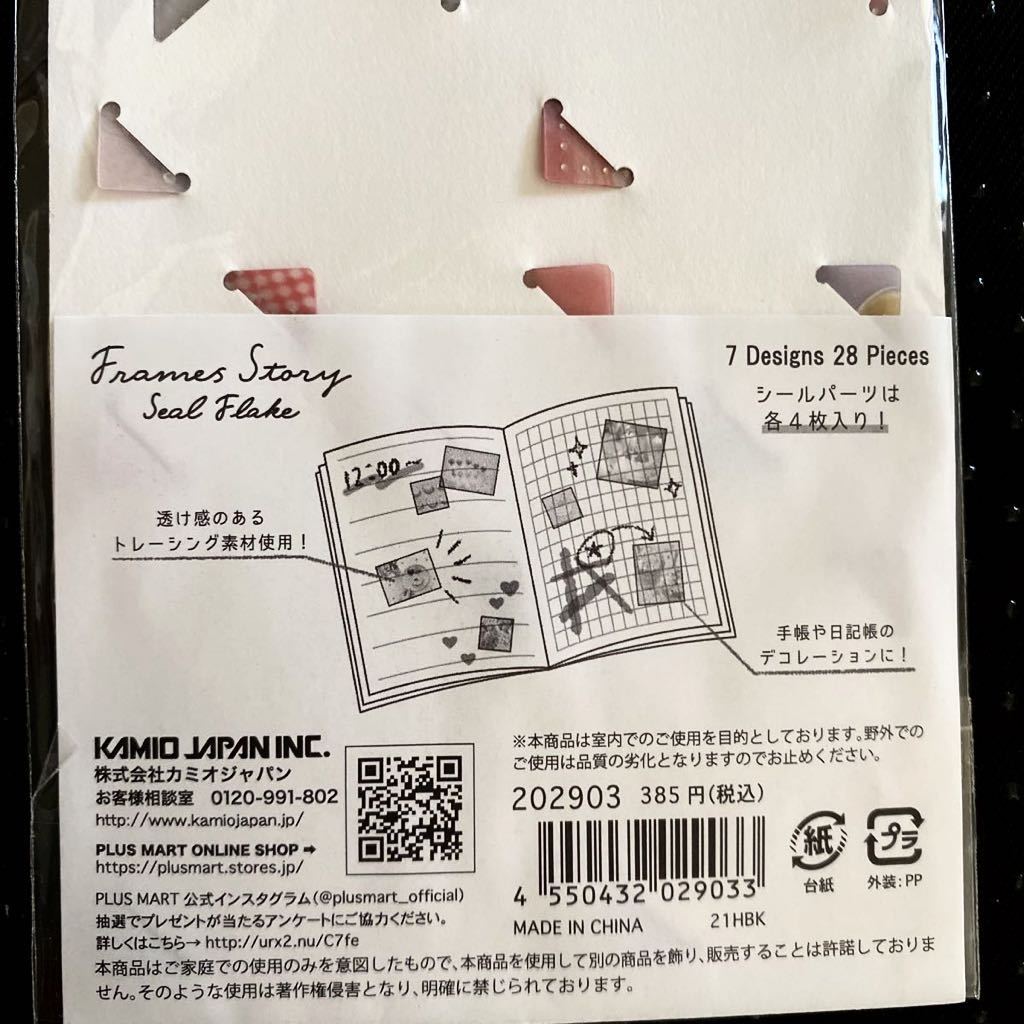 Frames Story
Seal Flake
7 Designs 28 Pieces
シールパーツは
各4枚入り!
12:00~
透け感のある
トレーシング素材使用!
手帳や日記帳の
デコレーションに!
KAMIO JAPAN INC.
株式会社カミオジャパン
お客様相談室 0120-991-802
http://www.kamiojapan.jp/
PLUS MART ONLINE SHOP➡
https://plusmart.stores.jp/
PLUS MART 公式インスタグラム(@plusmart_official)
抽選でプレゼントが当たるアンケートにご協力ください。
詳しくはこちら→ http://urx2.nu/C7fe
※本商品は室内でのご使用を目的としております。野外での
ご使用は品質の劣化となりますのでお止めください。
202903 385円(税込)
4 550432 029033
MADE IN CHINA 21HBK
紙
台紙
プラ
外装:PP
本商品はご家庭での使用のみを意図したもので、本商品を使用して別の商品を飾り、販売することは許諾しておりま
せん。そのような使用は著作権侵害となり、明確に禁じられております。